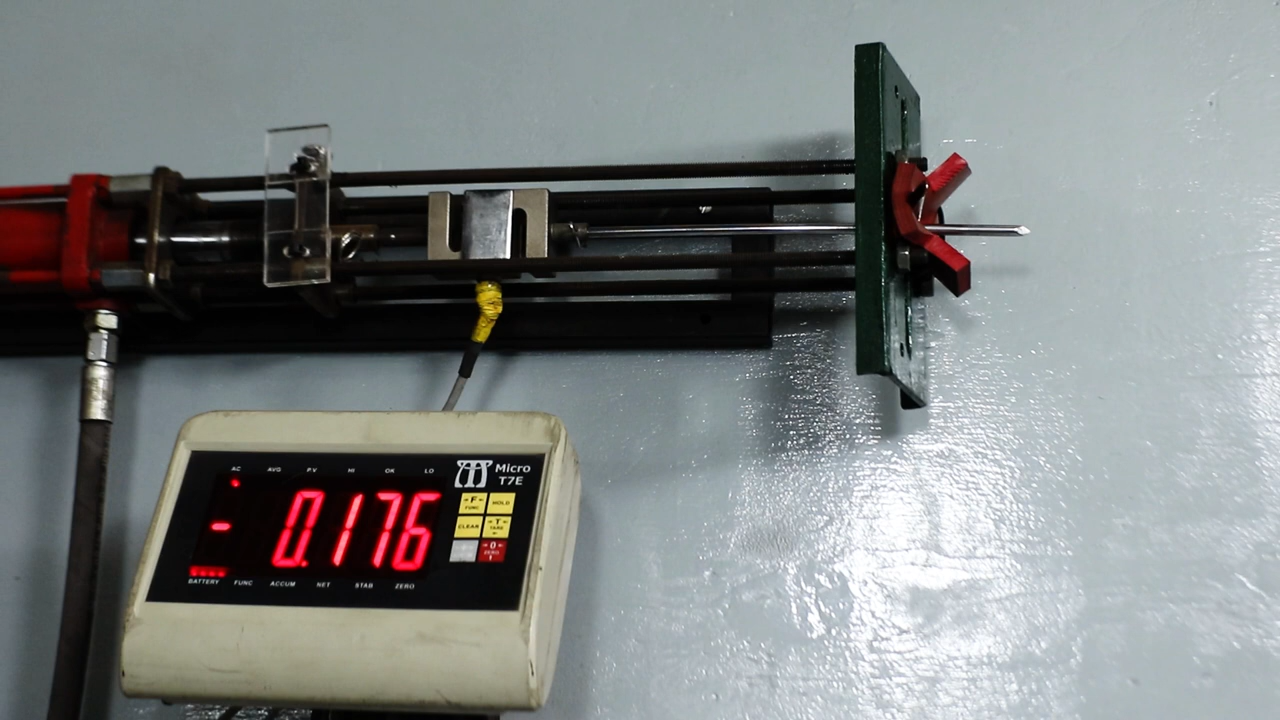 AC AVG P.V HI OK LO
Micro
T7E
-0.176
F
FUNC
HOLD
CLEAR
T
TARE
0
ZERO
BATTERY FUNC ACCUM NET STAB ZERO